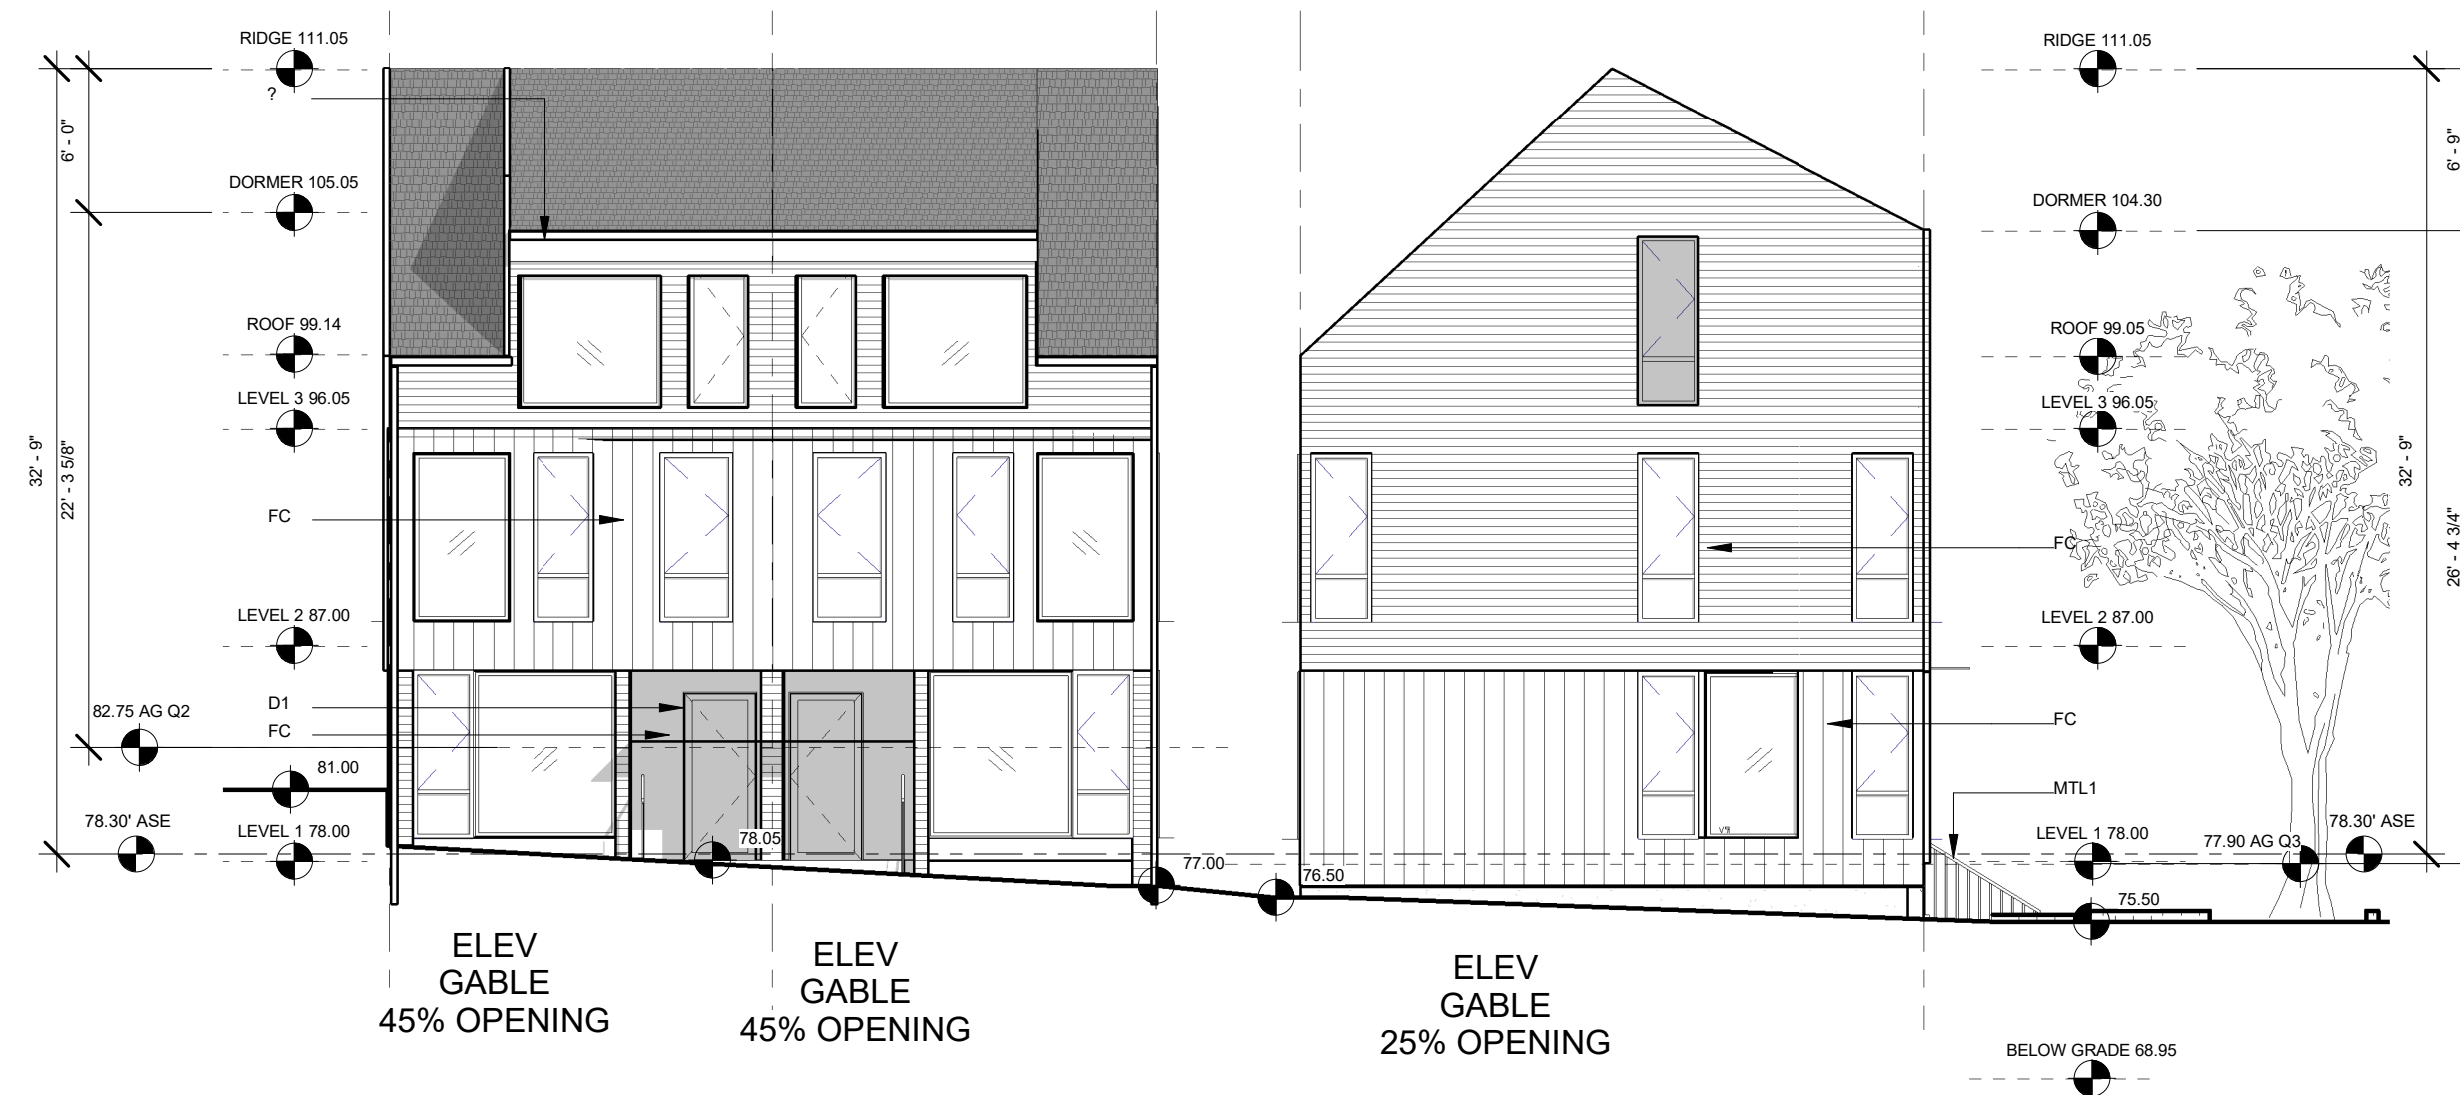 RIDGE 111.05
?
6' - 0"
DORMER 105.05
ROOF 99.14
LEVEL 3 96.05
32' - 9"
22' - 3 5/8"
FC
LEVEL 2 87.00
D1
82.75 AG Q2
FC
81.00
78.30' ASE
LEVEL 1 78.00
78.05
77.00
76.50
ELEV
GABLE
45% OPENING
ELEV
GABLE
45% OPENING
ELEV
GABLE
25% OPENING
RIDGE 111.05
6' - 9"
DORMER 104.30
ROOF 99.05
LEVEL 3 96.05
32' - 9"
26' - 4 3/4"
FC
LEVEL 2 87.00
FC
MTL1
LEVEL 1 78.00
77.90 AG Q3
78.30' ASE
75.50
BELOW GRADE 68.95